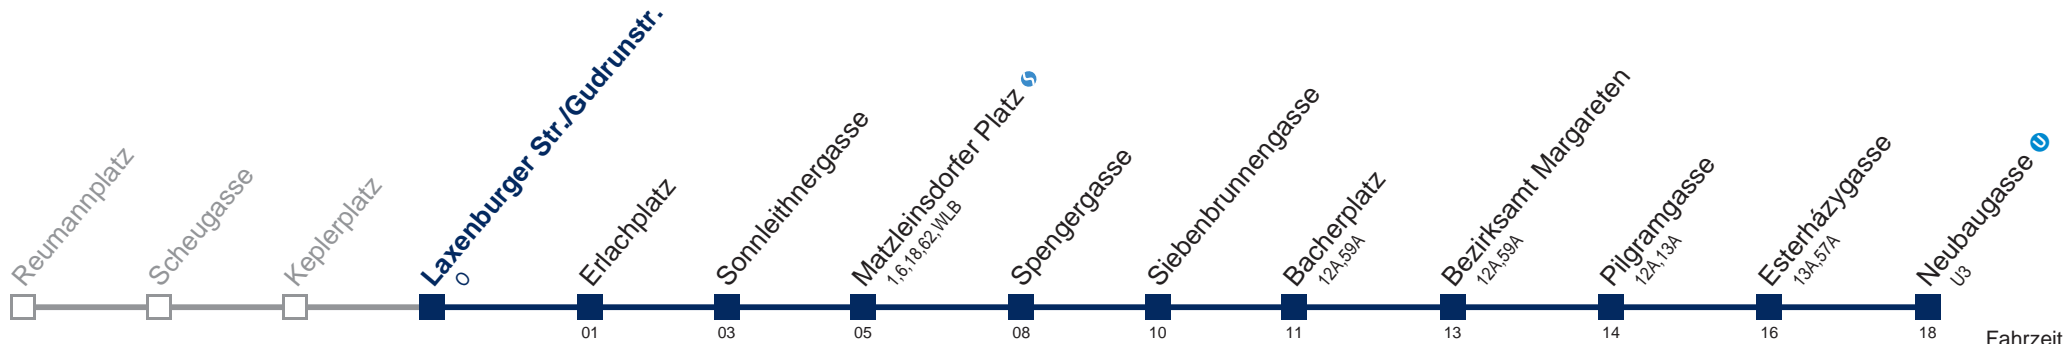 Reumannplatz
Scheugasse
Keplerplatz
Laxenburger Str./Gudrunstr.
O
Erlachplatz
Sonnleithnergasse
Matzleinsdorfer Platz S
1,6,18,62,WLB
Spengergasse
Siebenbrunnengasse
Bacherplatz
12A,59A
Bezirksamt Margareten
12A,59A
Pilgramgasse
12A,13A
Esterházygasse
13A,57A
Neubaugasse U
U3
01 03 05 08 10 11 13 14 16 18 Fahrzeit